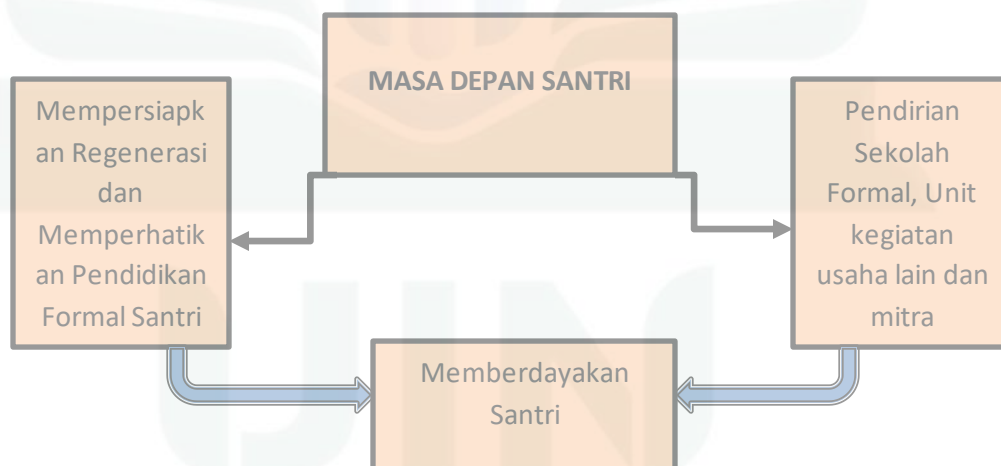 MASA DEPAN SANTRI
Mempersiapk
an Regenerasi
dan
Memperhatik
an Pendidikan
Formal Santri
Pendirian
Sekolah
Formal, Unit
kegiatan
usaha lain dan
mitra
Memberdayakan
Santri
UIN